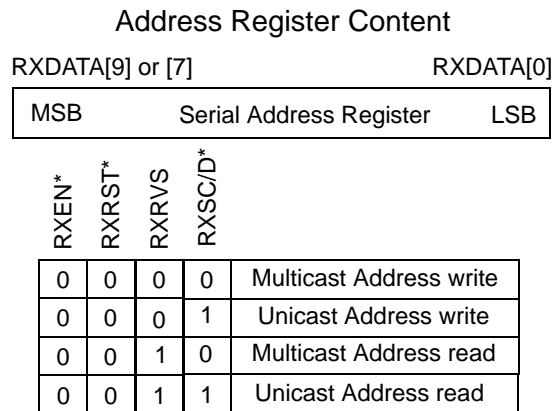 Address Register Content
RXDATA[9] or [7] RXDATA[0]
MSB Serial Address Register LSB
RXEN* RXRST* RXRVS RXSC/D*
0 0 0 0 Multicast Address write
0 0 0 1 Unicast Address write
0 0 1 0 Multicast Address read
0 0 1 1 Unicast Address read